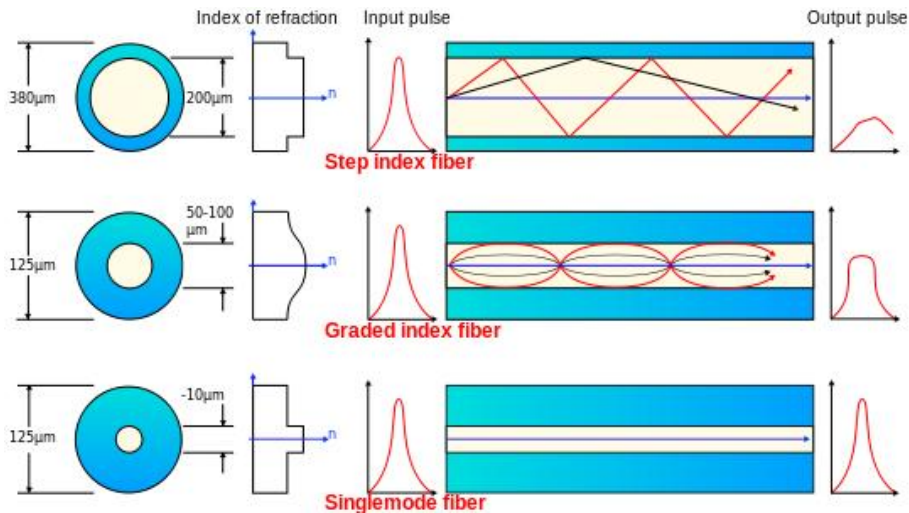 Index of refraction
Input pulse
Output pulse
380µm
200µm
n
Step index fiber
50-100
µm
125µm
n
Graded index fiber
-10µm
125µm
n
Singlemode fiber